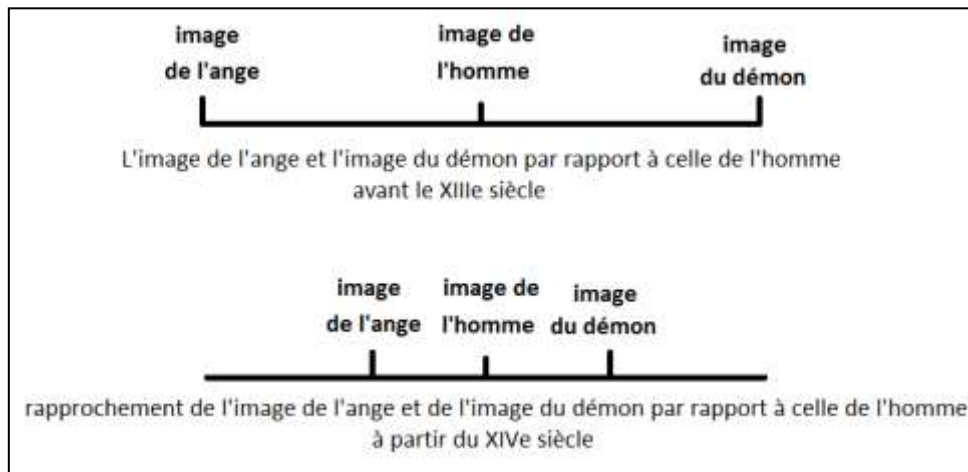 image
de l'ange
image de
l'homme
image
du démon
L'image de l'ange et l'image du démon par rapport à celle de l'homme
avant le XIIIe siècle
image
de l'ange
image de
l'homme
image
du démon
rapprochement de l'image de l'ange et de l'image du démon par rapport à celle de l'homme
à partir du XIVe siècle